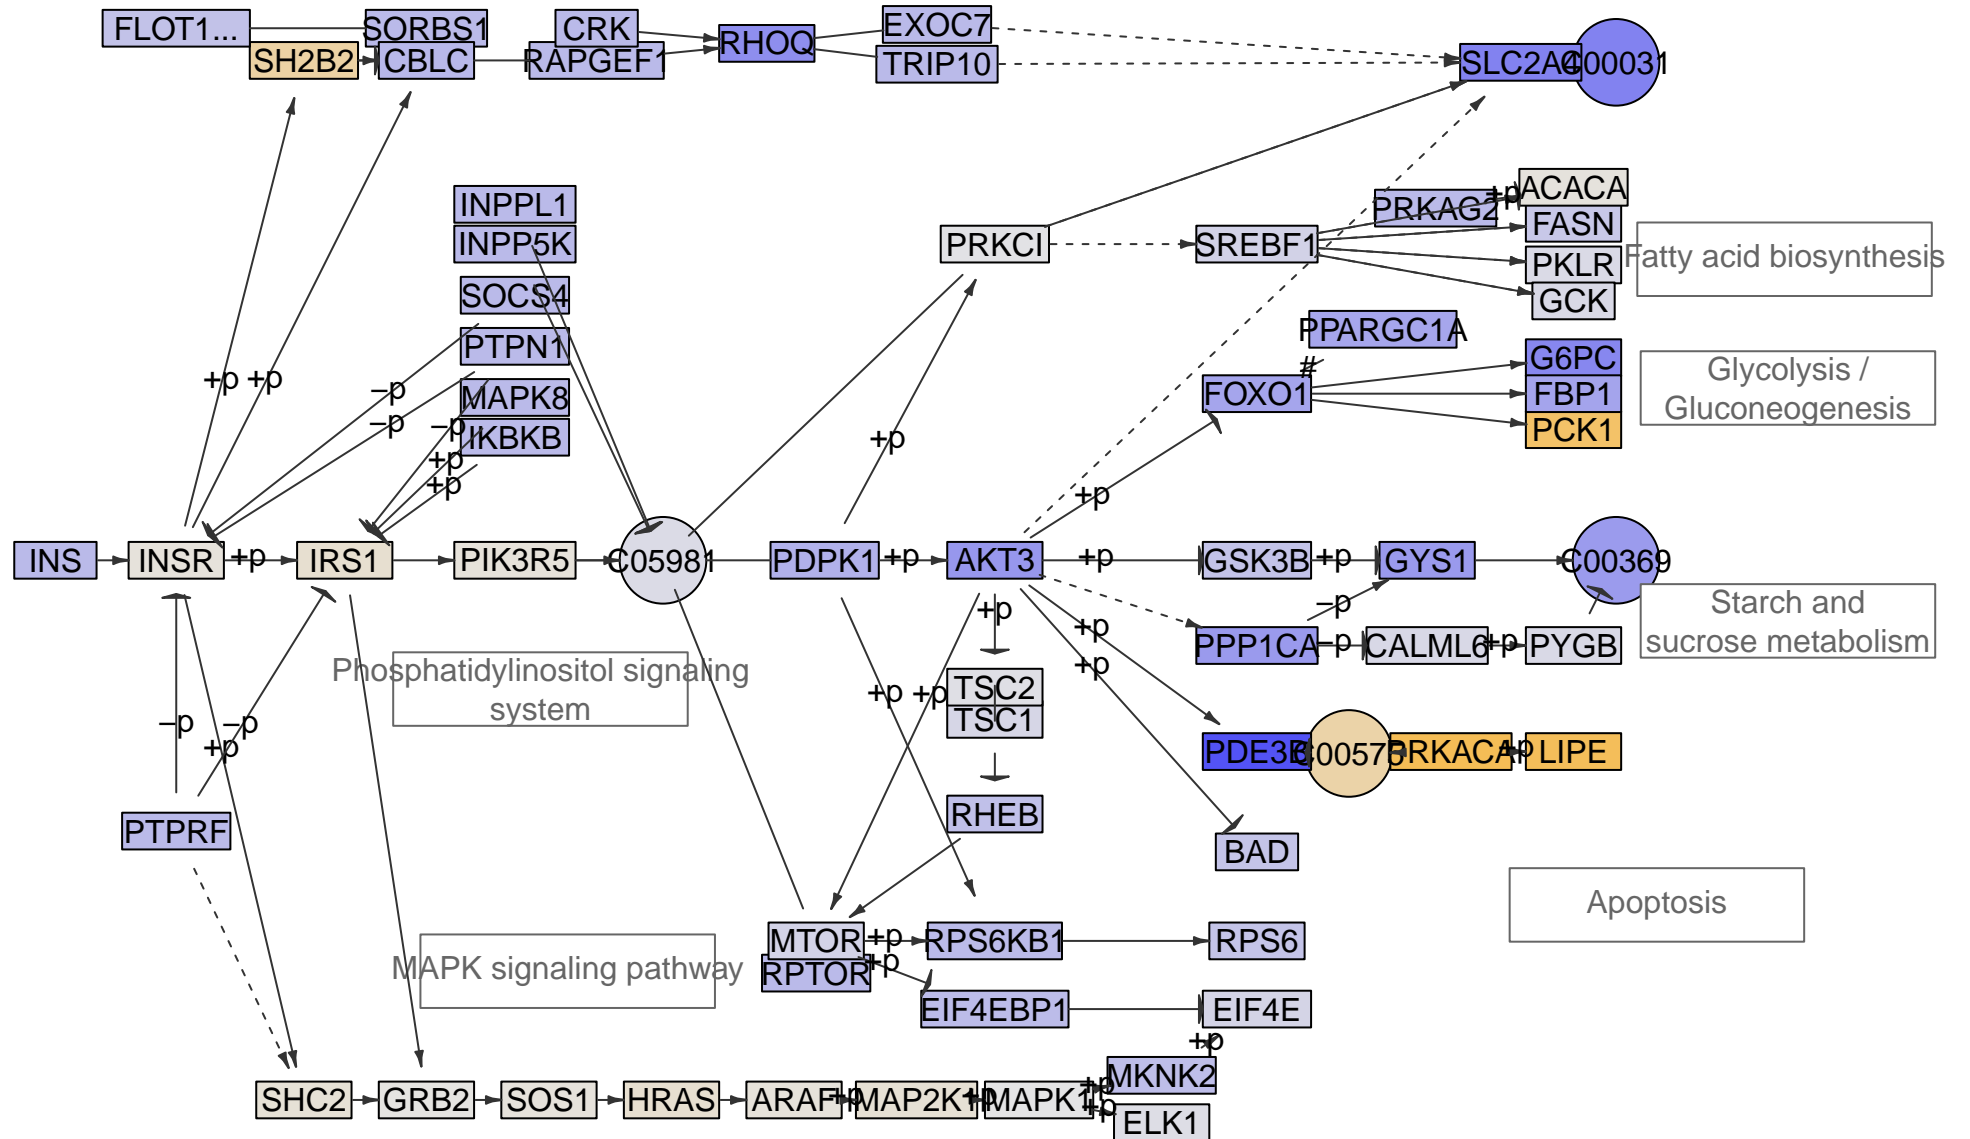 FLOT1...
SORBS1
CRK
EXOC7
RHOQ
SH2B2
CBLC
RAPGEF1
TRIP10
SLC2A4
C00031
INPPL1
INPP5K
PRKCI
SREBF1
PRKAG2
+p
ACACA
FASN
PKLR
GCK
Fatty acid biosynthesis
SOCS4
PTPN1
MAPK8
IKBKB
+p
+p
–p
–p
–p
+p
+p
+p
PPARGC1A
#
FOXO1
G6PC
FBP1
PCK1
Glycolysis /
Gluconeogenesis
+p
INS
INSR
+p
IRS1
PIK3R5
C05981
PDPK1
+p
AKT3
+p
GSK3B
+p
GYS1
C00369
+p
+p
+p
–p
PPP1CA
–p
CALML6
+p
PYGB
Starch and
sucrose metabolism
Phosphatidylinositol signaling
system
–p
–p
+p
+p
+p
TSC2
TSC1
PDE3B
C00575
PRKACA
+p
LIPE
PTPRF
RHEB
BAD
Apoptosis
MTOR
+p
RPTOR
+p
RPS6KB1
RPS6
MAPK signaling pathway
EIF4EBP1
EIF4E
+p
SHC2
GRB2
SOS1
HRAS
ARAF
+p
MAP2K1
+p
MAPK1
+p
+p
MKNK2
ELK1